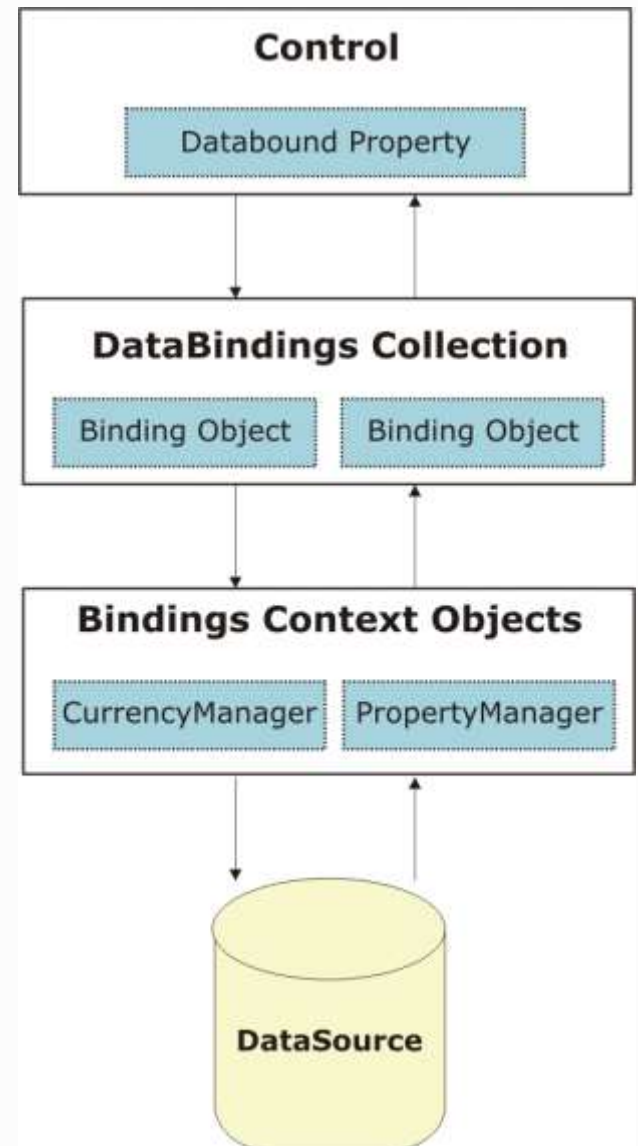 Control
Databound Property
DataBindings Collection
Binding Object Binding Object
Bindings Context Objects
CurrencyManager PropertyManager
DataSource